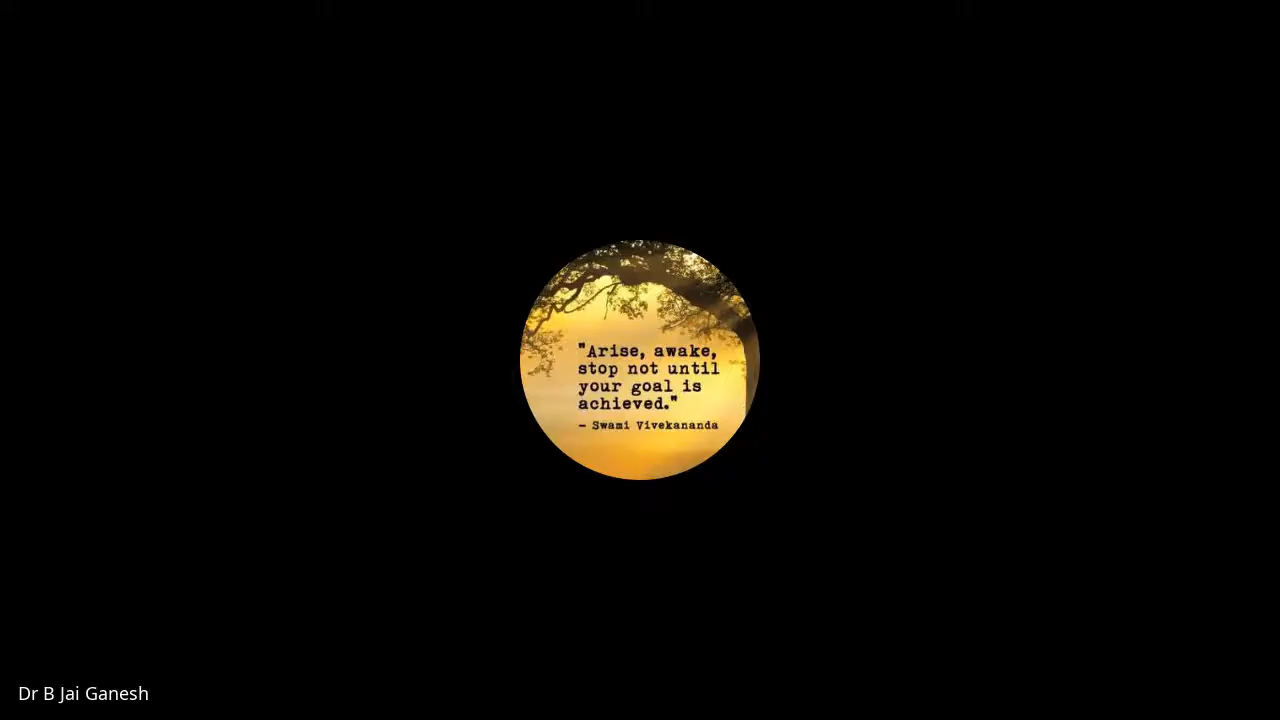 "Arise, awake,
stop not until
your goal is
achieved."
— Swami Vivekananda
Dr B Jai Ganesh